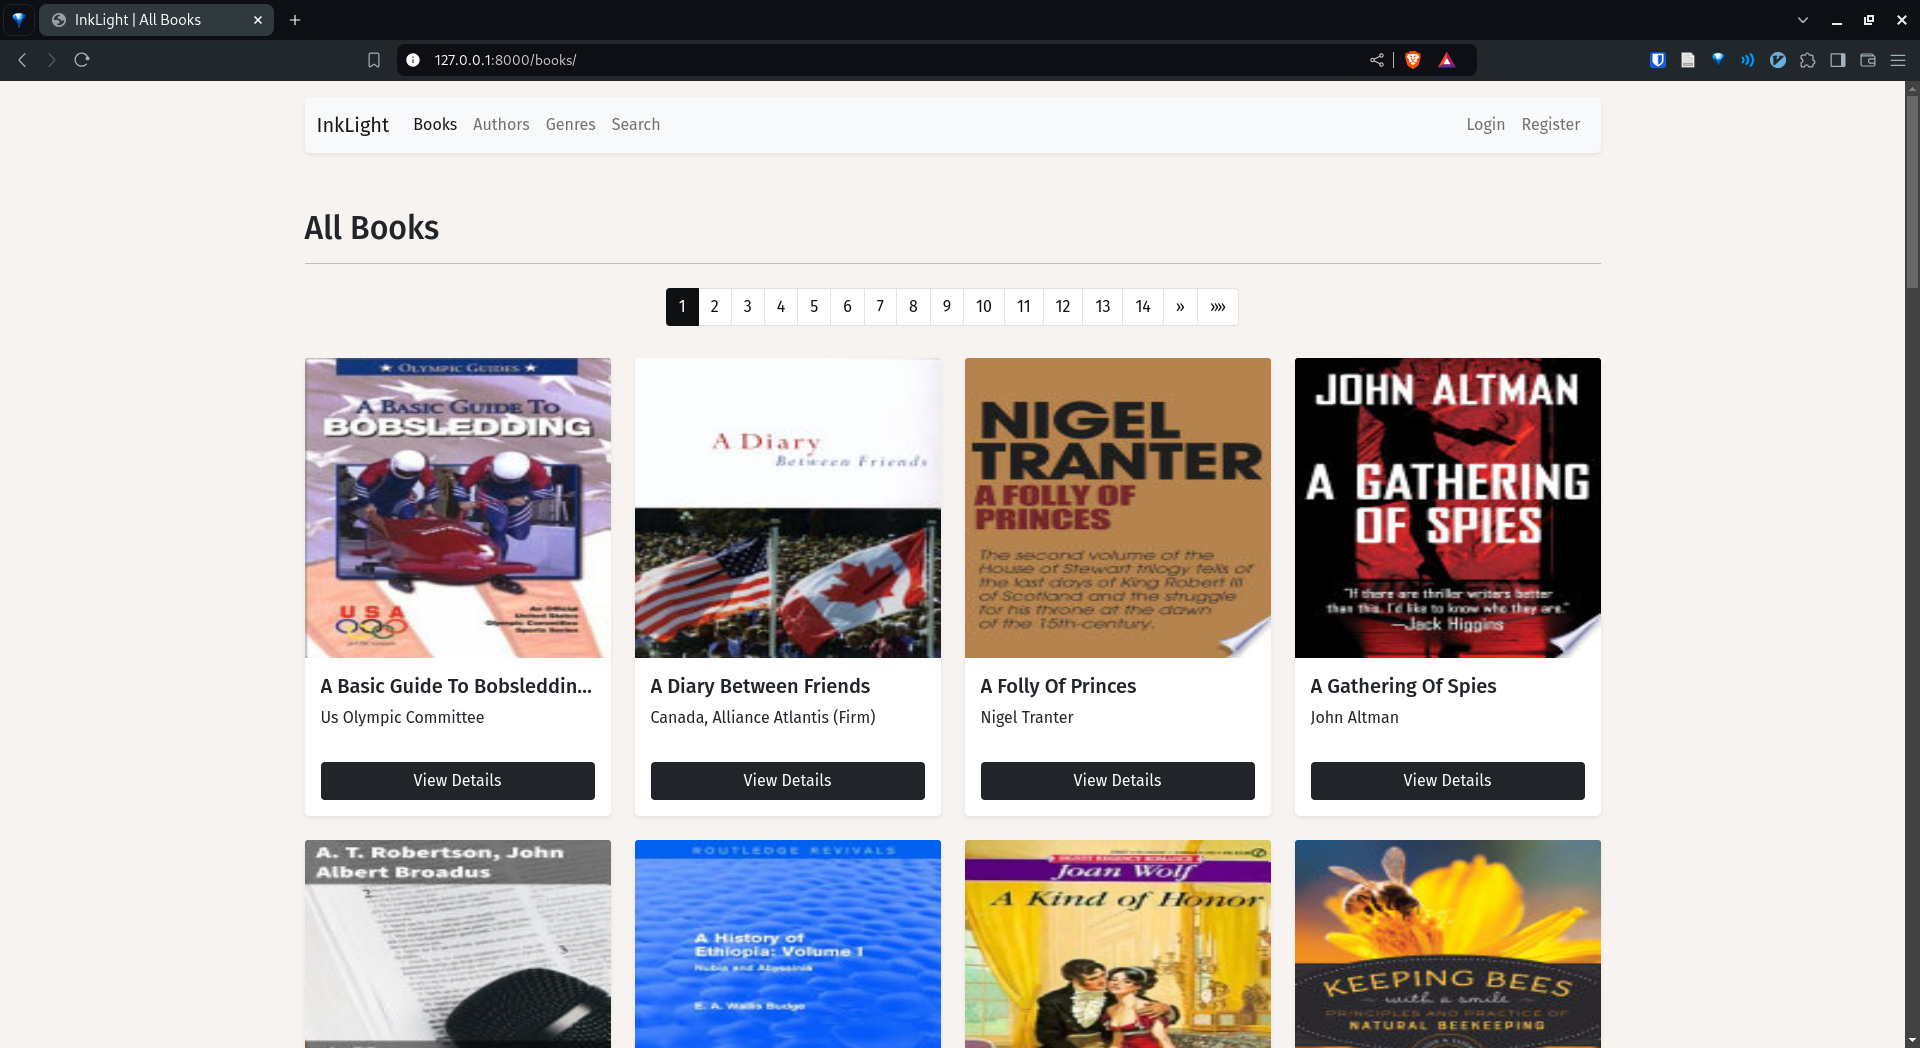 InkLight | All Books
127.0.0.1:8000/books/
InkLight Books Authors Genres Search Login Register
All Books
1 2 3 4 5 6 7 8 9 10 11 12 13 14 » »»
★ OLYMPIC GUIDES ★
A BASIC GUIDE TO
BOBSLEDDING
USA
An Official
United States
Olympic Committee
Sports Series
A Basic Guide To Bobsleddin...
Us Olympic Committee
View Details
A Diary
Between Friends
A Diary Between Friends
Canada, Alliance Atlantis (Firm)
View Details
NIGEL
TRANTER
A FOLLY OF
PRINCES
The second volume of the
House of Stewart trilogy tells of
the last days of King Robert III
of Scotland and the struggle
for his throne at the dawn
of the 15th-century.
A Folly Of Princes
Nigel Tranter
View Details
JOHN ALTMAN
A GATHERING
OF SPIES
"If there are thriller writers better
than this, I'd like to know who they are."
—Jack Higgins
A Gathering Of Spies
John Altman
View Details
A. T. Robertson, John
Albert Broadus
ROUTLEDGE REVIVALS
A History of
Ethiopia: Volume I
Nubia and Abyssinia
E. A. Wallis Budge
Joan Wolf
A Kind of Honor
KEEPING BEES
with a smile
PRINCIPLES AND PRACTICE OF
NATURAL BEEKEEPING